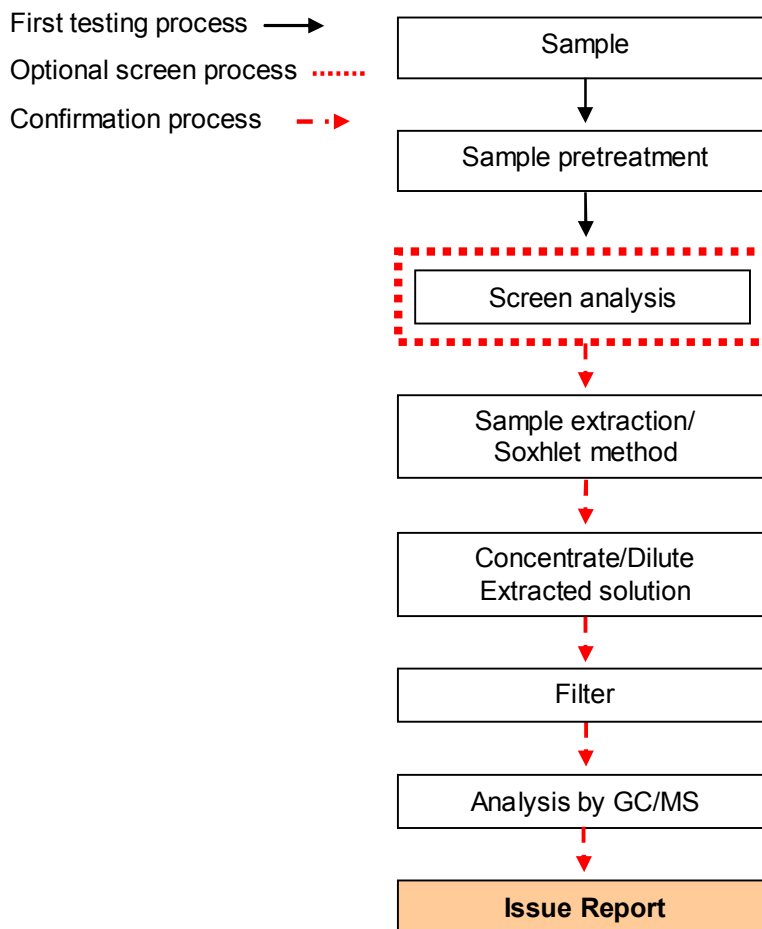 First testing process
Optional screen process
Confirmation process
Sample
Sample pretreatment
Screen analysis
Sample extraction/
Soxhlet method
Concentrate/Dilute
Extracted solution
Filter
Analysis by GC/MS
Issue Report